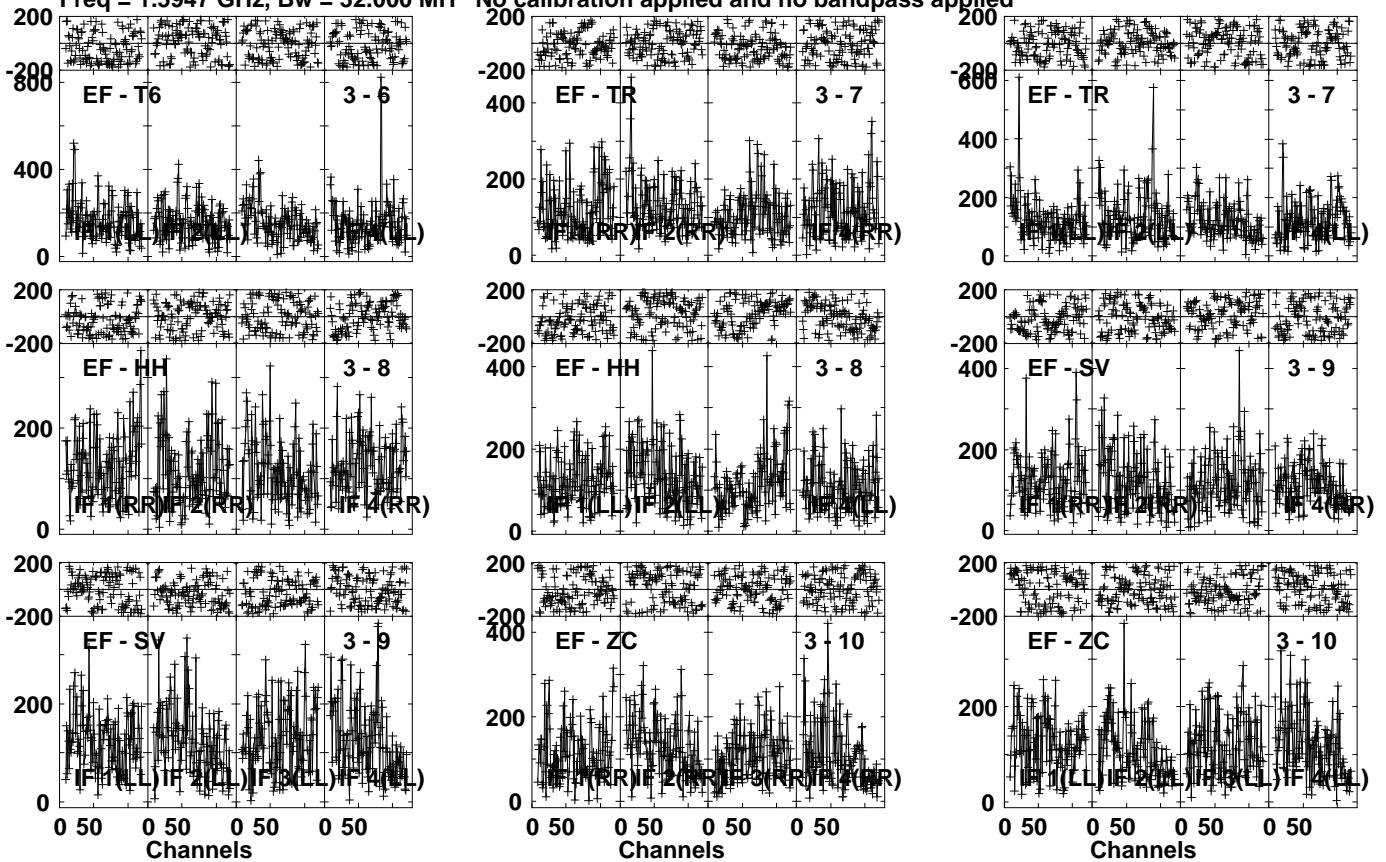 Freq = 1.5947 GHz, Bw = 32.000 MH No calibration applied and no bandpass applied
200 200 200
-200 -200 -200
800 400 600
EF - T6 3 - 6 EF - TR 3 - 7 EF - TR 3 - 7
400 200 400
200
IF 1(LL) IF 2(LL) IF 4(LL) IF 1(RR) IF 2(RR) IF 4(RR) IF 1(LL) IF 2(LL) IF 4(LL)
0 0 0
200 200 200
-200 -200 -200
EF - HH 3 - 8 EF - HH 3 - 8 EF - SV 3 - 9
400 400
200 200 200
IF 1(RR) IF 2(RR) IF 4(RR) IF 1(LL) IF 2(LL) IF 4(LL) IF 1(RR) IF 2(RR) IF 4(RR)
0 0 0
200 200 200
-200 -200 -200
EF - SV 3 - 9 EF - ZC 3 - 10 EF - ZC 3 - 10
400
200 200 200
IF 1(LL) IF 2(LL) IF 3(LL) IF 4(LL) IF 1(RR) IF 2(RR) IF 3(RR) IF 4(RR) IF 1(LL) IF 2(LL) IF 3(LL) IF 4(LL)
0 0 0
0 50 0 50 0 0 0 50 0 50 0 0 0 50 0 50 0 0
Channels Channels Channels